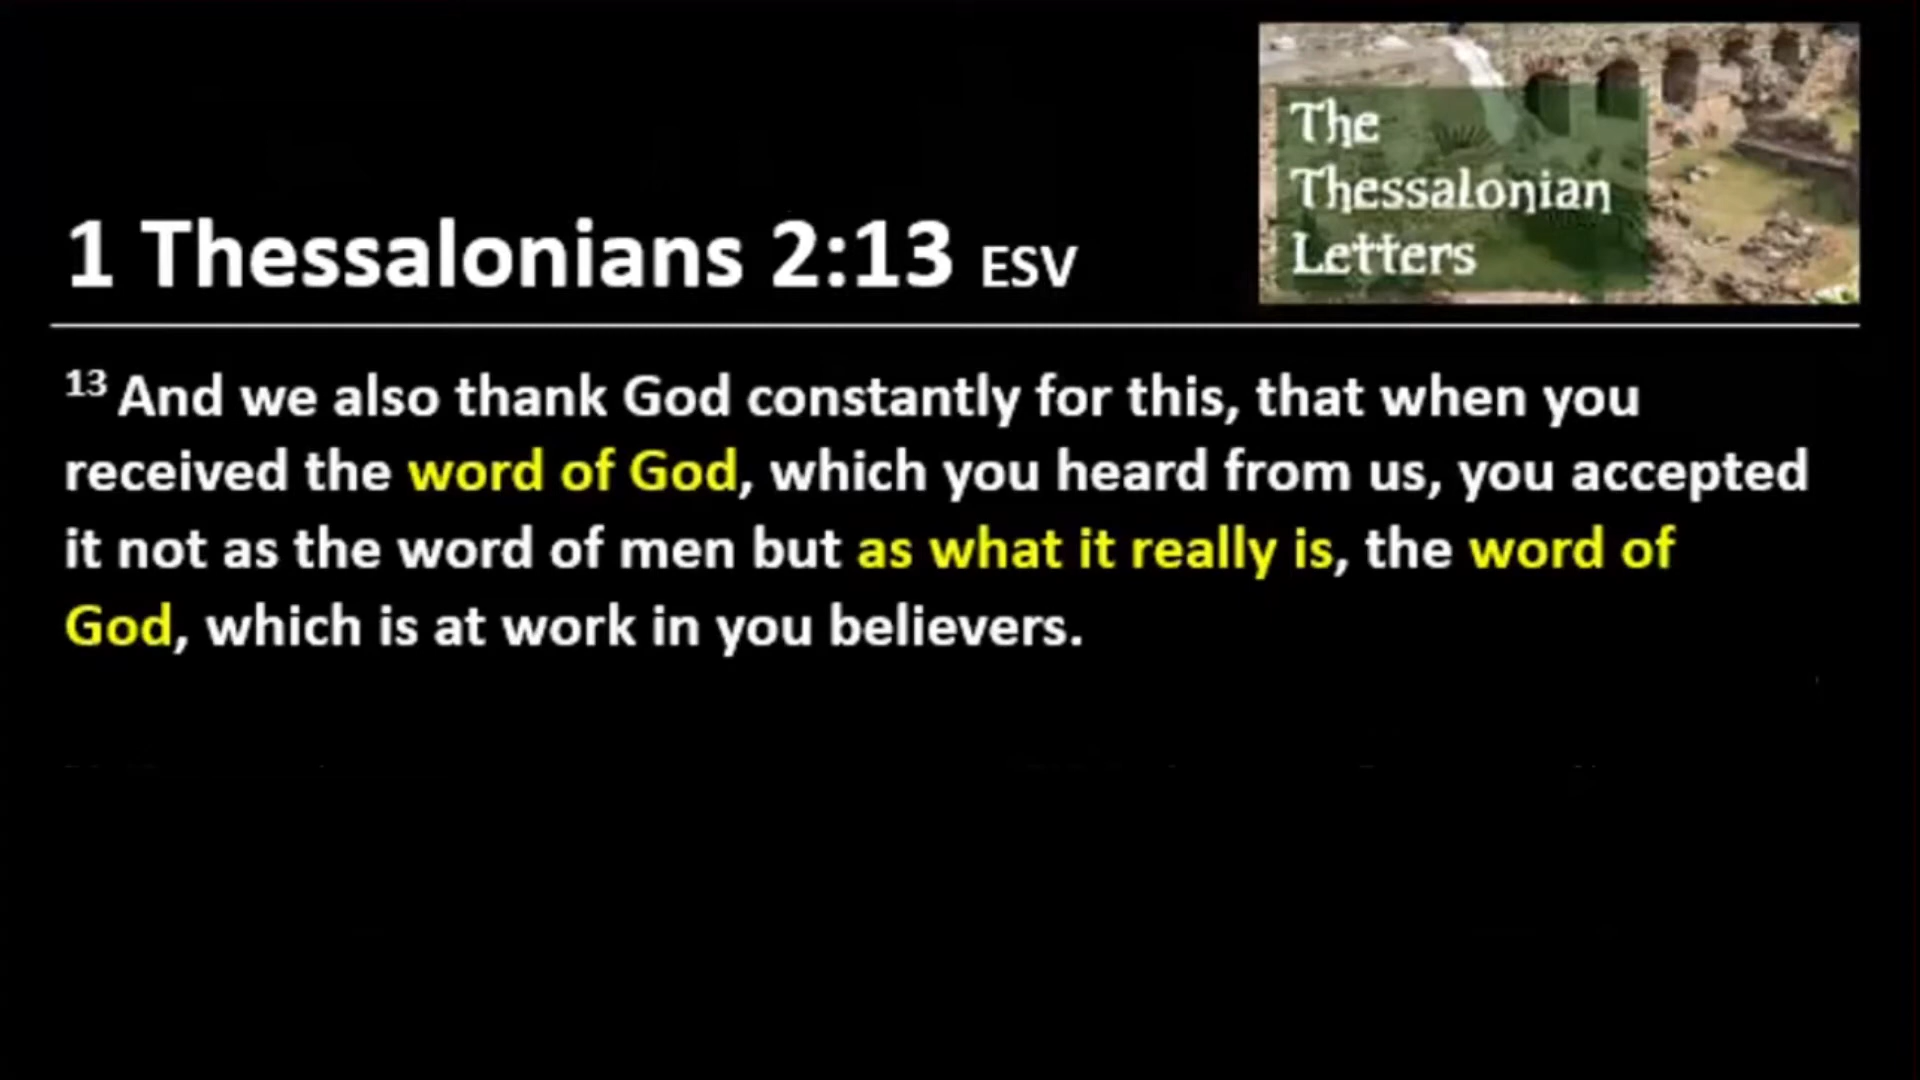 The
Thessalonian
Letters
1 Thessalonians 2:13 ESV
13 And we also thank God constantly for this, that when you
received the word of God, which you heard from us, you accepted
it not as the word of men but as what it really is, the word of
God, which is at work in you believers.